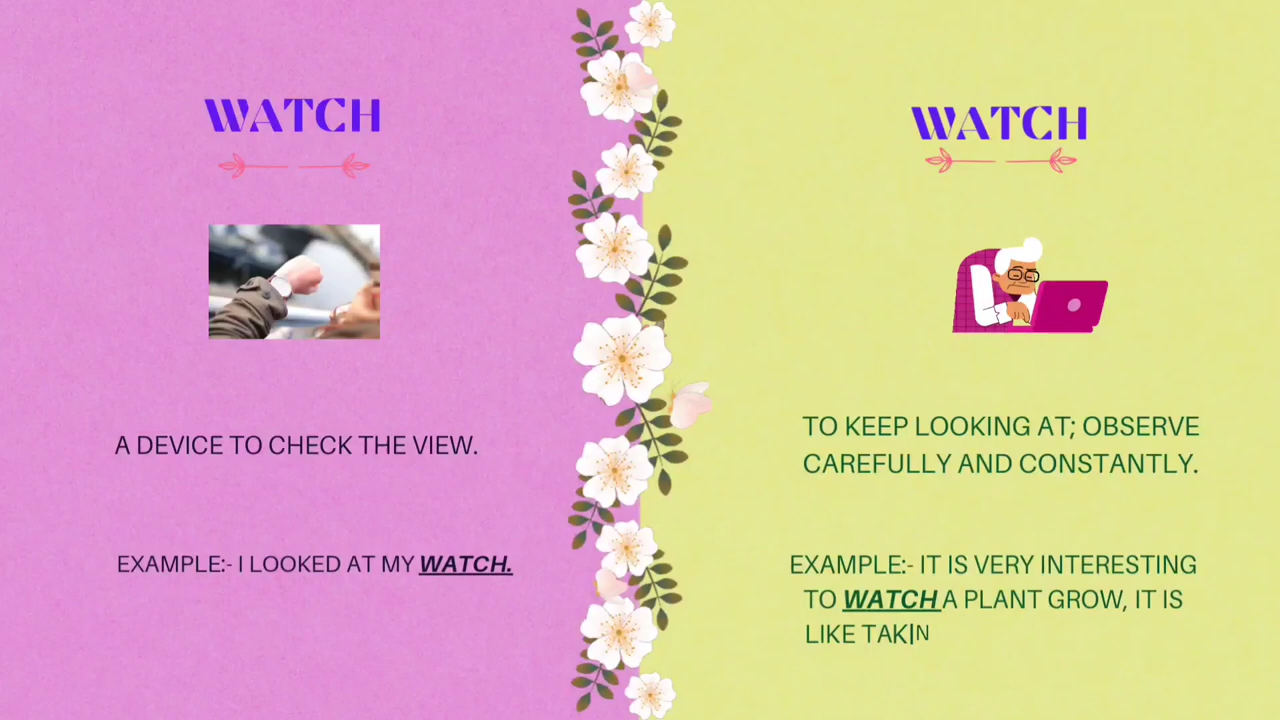 WATCH
A DEVICE TO CHECK THE VIEW.
EXAMPLE:- I LOOKED AT MY WATCH.
WATCH
TO KEEP LOOKING AT; OBSERVE
CAREFULLY AND CONSTANTLY.
EXAMPLE:- IT IS VERY INTERESTING
TO WATCH A PLANT GROW, IT IS
LIKE TAKIN